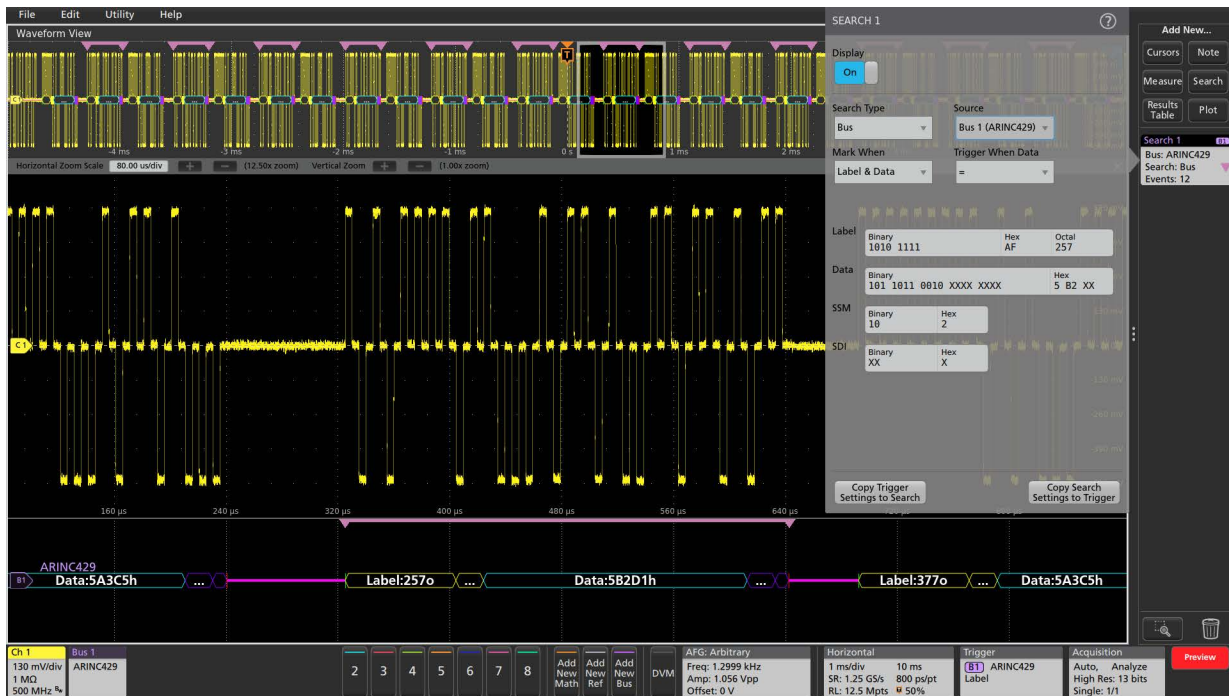 File Edit Utility Help
Waveform View
SEARCH 1
?
Add New...
Display
On
Cursors Note
Measure Search
Results Table Plot
T
C
-4 ms -3 ms -2 ms -1 ms 0 s 1 ms 2 ms
Horizontal Zoom Scale 80.00 us/div + - (12.50x zoom) Vertical Zoom + - (1.00x zoom)
Search Type Source
Bus Bus 1 (ARINC429)
Mark When Trigger When Data
Label & Data =
Search 1 B1
Bus: ARINC429
Search: Bus
Events: 12
Label
Binary Hex Octal
1010 1111 AF 257
Data
Binary Hex
101 1011 0010 XXXX XXXX 5 B2 XX
SSM
Binary Hex
10 2
SDI
Binary Hex
XX X
C1
Copy Trigger Settings to Search
Copy Search Settings to Trigger
160 µs 240 µs 320 µs 400 µs 480 µs 560 µs 640 µs
ARINC429
B1 Data:5A3C5h ... Label:257o ... Data:5B2D1h ... Label:377o ... Data:5A3C5h
Ch 1
130 mV/div
1 MΩ
500 MHz Bw
Bus 1
ARINC429
2 3 4 5 6 7 8
Add New Math
Add New Ref
Add New Bus
DVM
AFG: Arbitrary
Freq: 1.2999 kHz
Amp: 1.056 Vpp
Offset: 0 V
Horizontal
1 ms/div 10 ms
SR: 1.25 GS/s 800 ps/pt
RL: 12.5 Mpts 50%
Trigger
B1 ARINC429
Label
Acquisition
Auto, Analyze
High Res: 13 bits
Single: 1/1
Preview